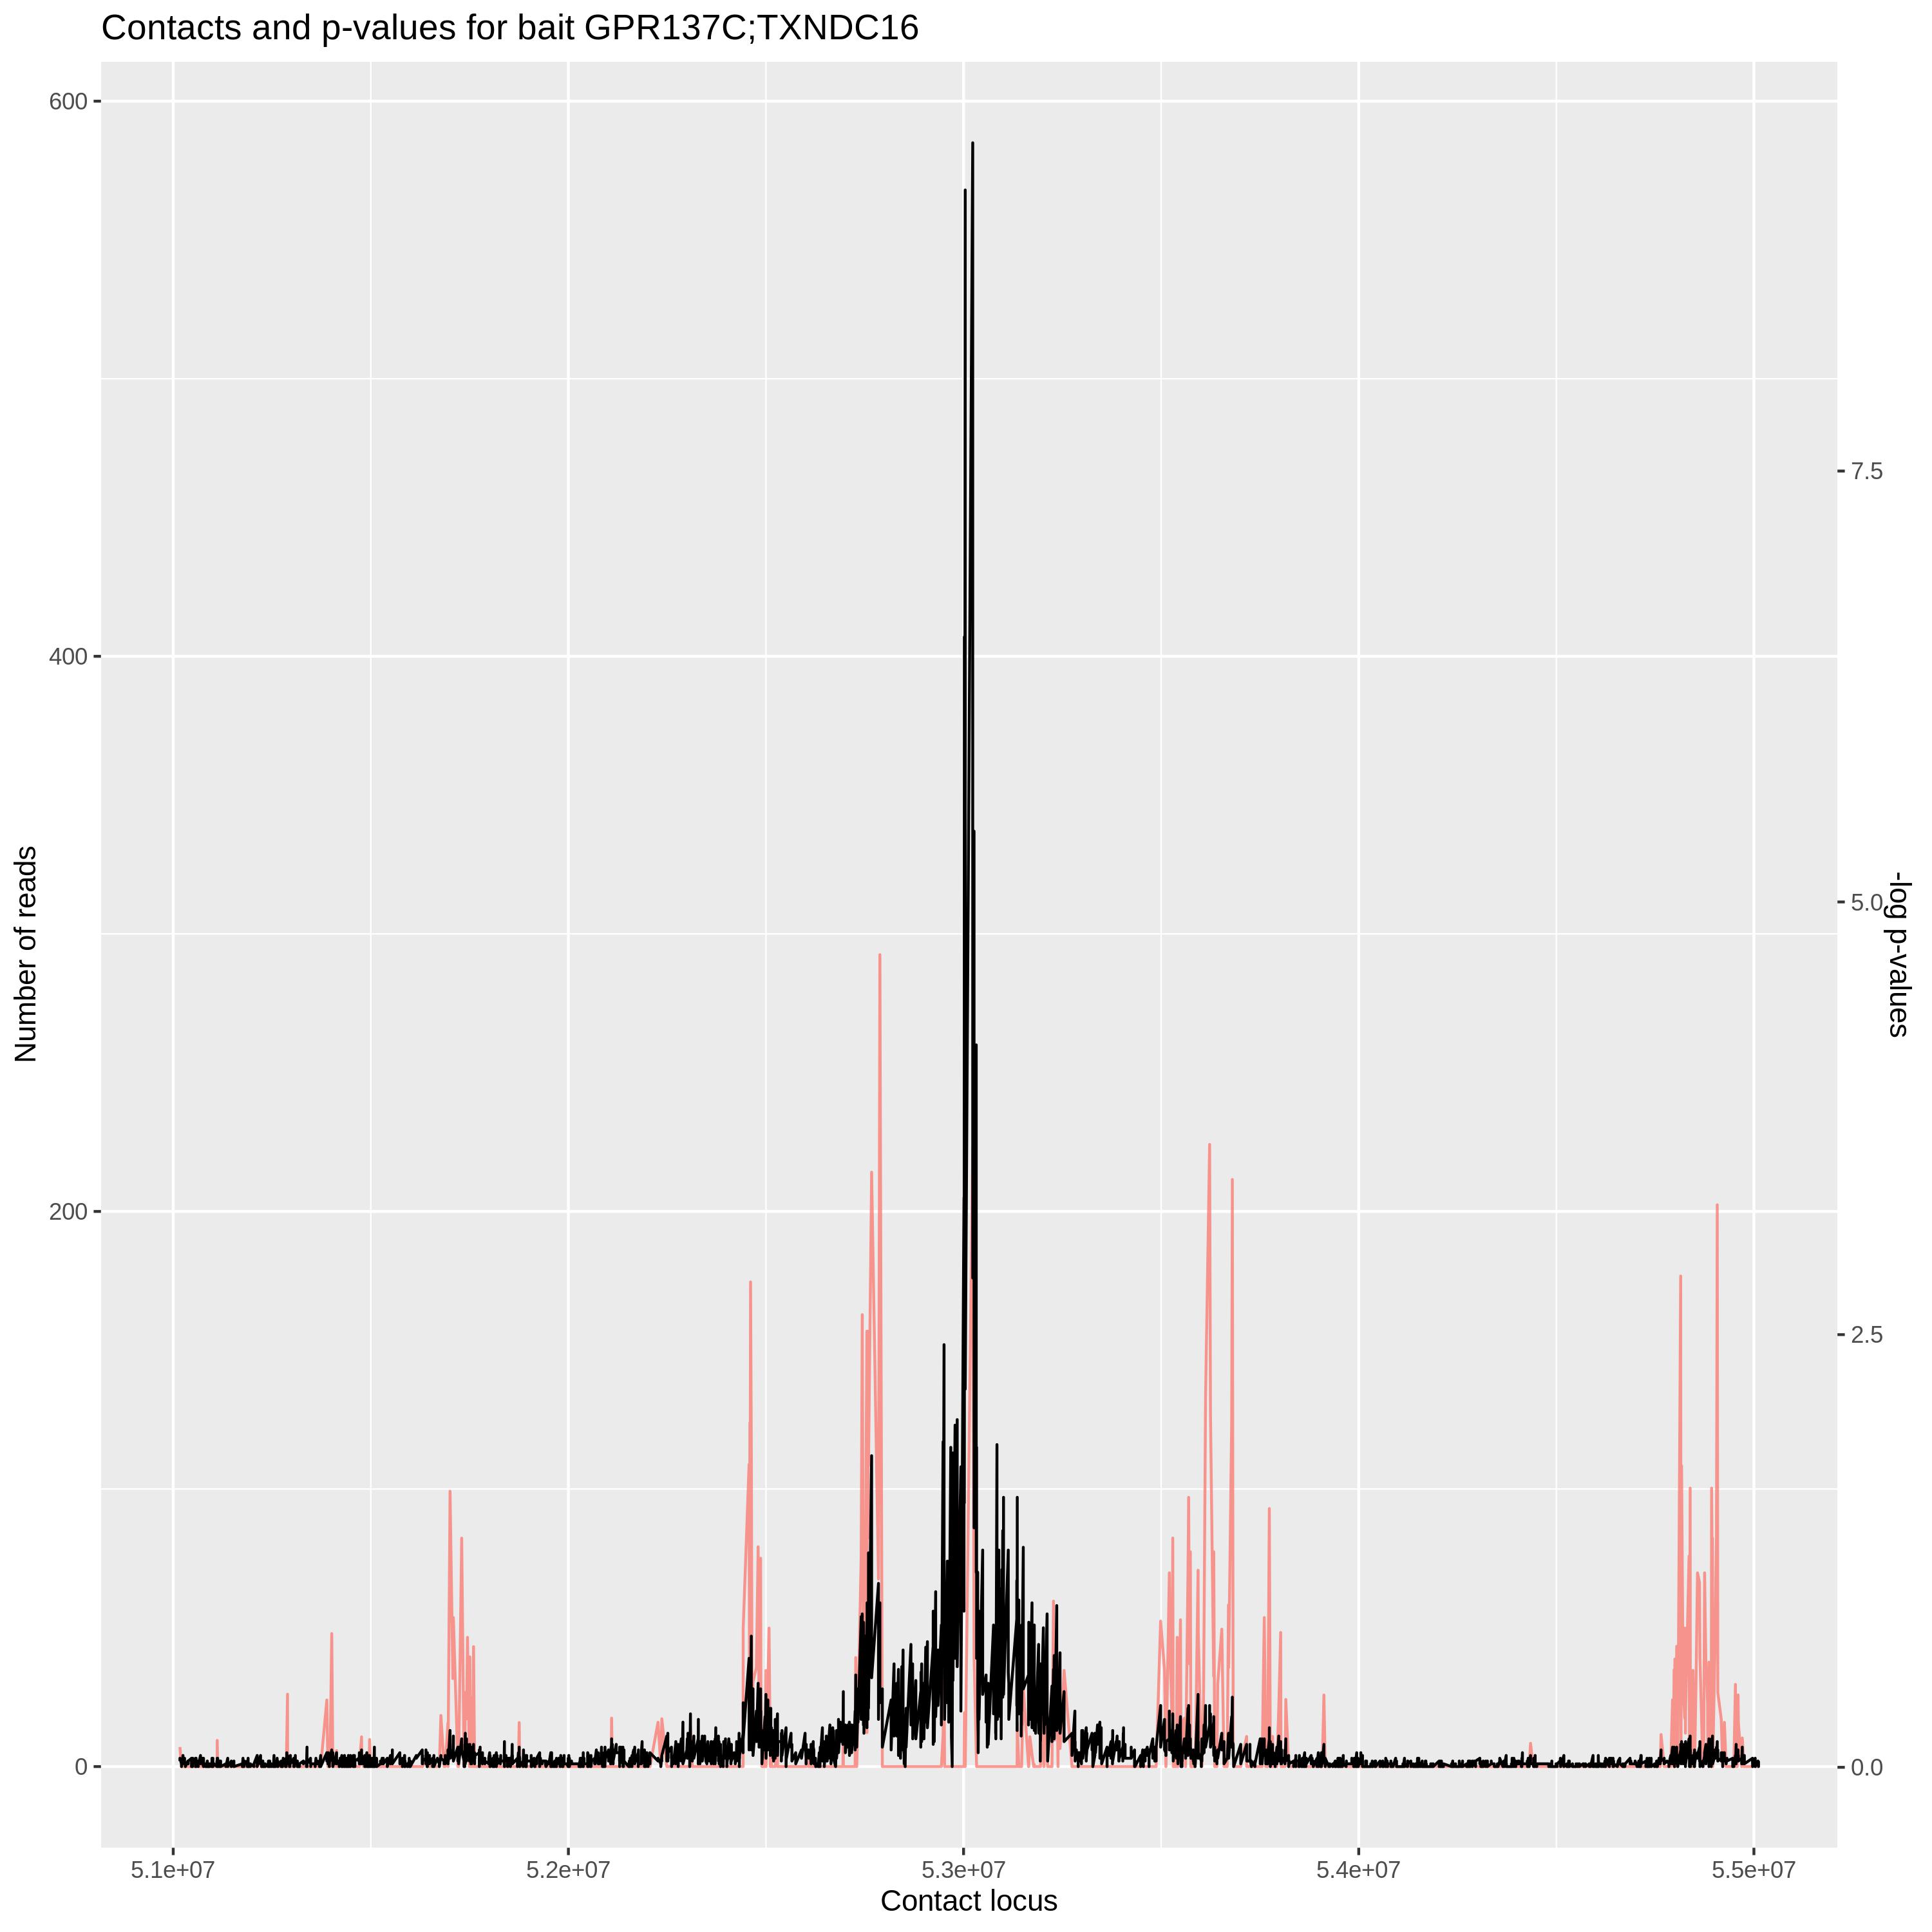 Contacts and p-values for bait GPR137C;TXNDC16
600
400
200
0
Number of reads
7.5
5.0
2.5
0.0
-log p-values
5.1e+07
5.2e+07
5.3e+07
5.4e+07
5.5e+07
Contact locus